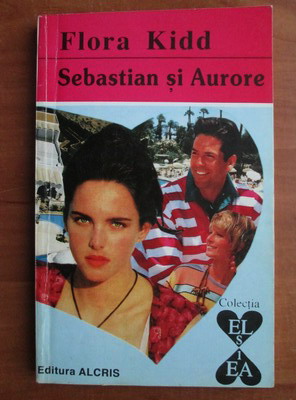 Flora Kidd
Sebastian și Aurore
Colecția
EL
și
EA
Editura ALCRIS